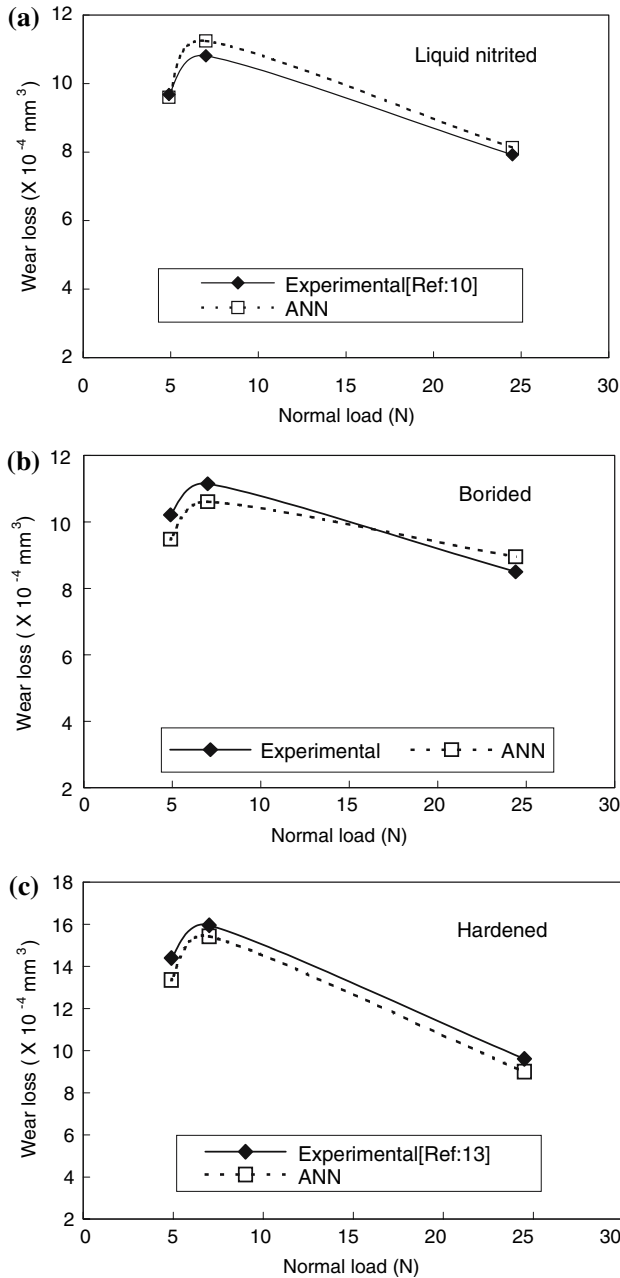 (a)
12
10
8
6
4
2
Wear loss (X 10 -4 mm 3)
Liquid nitrited
Experimental[Ref:10]
ANN
0 5 10 15 20 25 30
Normal load (N)
(b)
12
10
8
6
4
2
Wear loss ( X 10 -4 mm 3)
Borided
Experimental ANN
0 5 10 15 20 25 30
Normal load (N)
(c)
18
16
14
12
10
8
6
4
2
Wear loss ( X 10 -4 mm 3)
Hardened
Experimental[Ref:13]
ANN
0 5 10 15 20 25 30
Normal load (N)